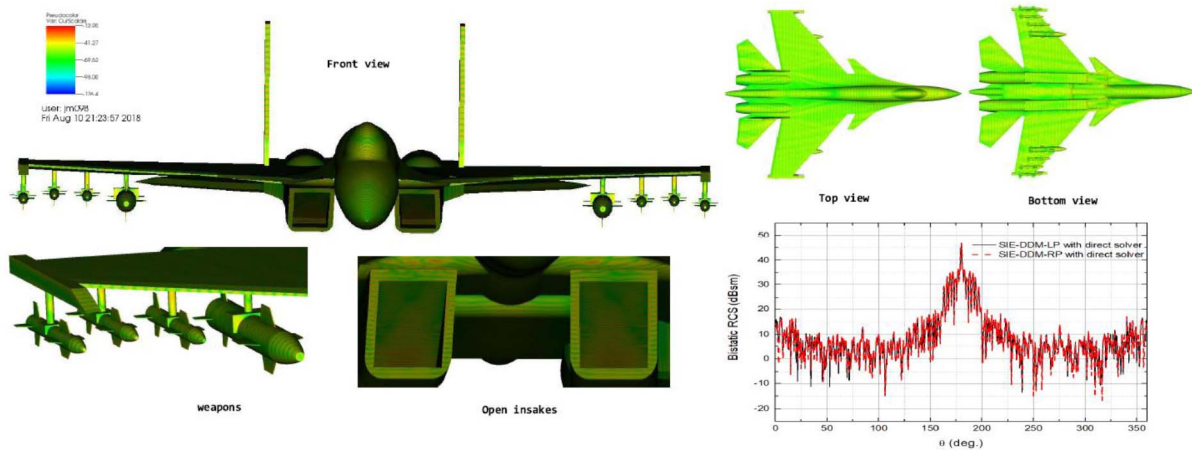 Pseudocolor
-41.27
user: jm098
Fri Aug 10 21:23:57 2018
Front view
weapons
Open insakes
Top view
Bottom view
SIE-DDM-LP with direct solver
SIE-DDM-RP with direct solver
Bistatic RCS (dBsm)
50
40
30
20
10
0
-10
-20
0
50
100
150
200
250
300
350
θ (deg.)